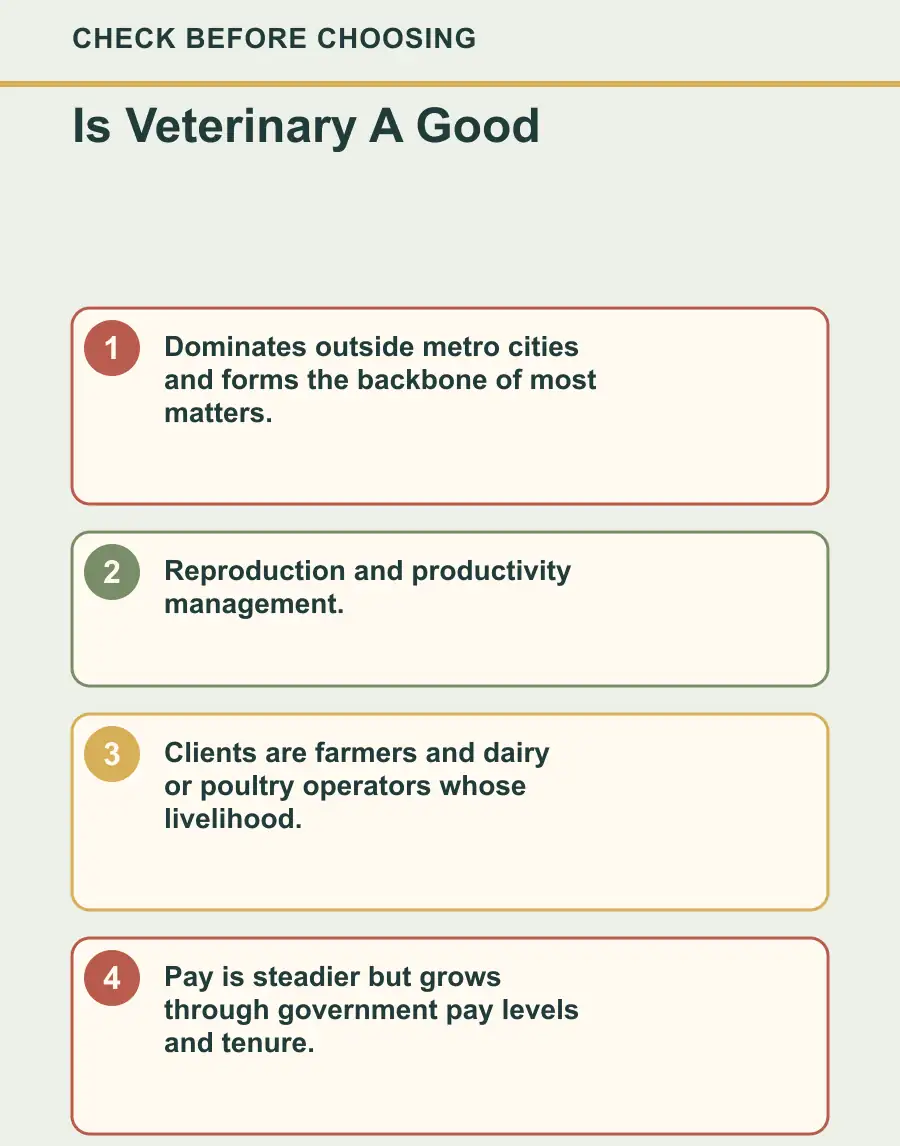 CHECK BEFORE CHOOSING
Is Veterinary A Good
1
Dominates outside metro cities
and forms the backbone of most
matters.
2
Reproduction and productivity
management.
3
Clients are farmers and dairy
or poultry operators whose
livelihood.
4
Pay is steadier but grows
through government pay levels
and tenure.